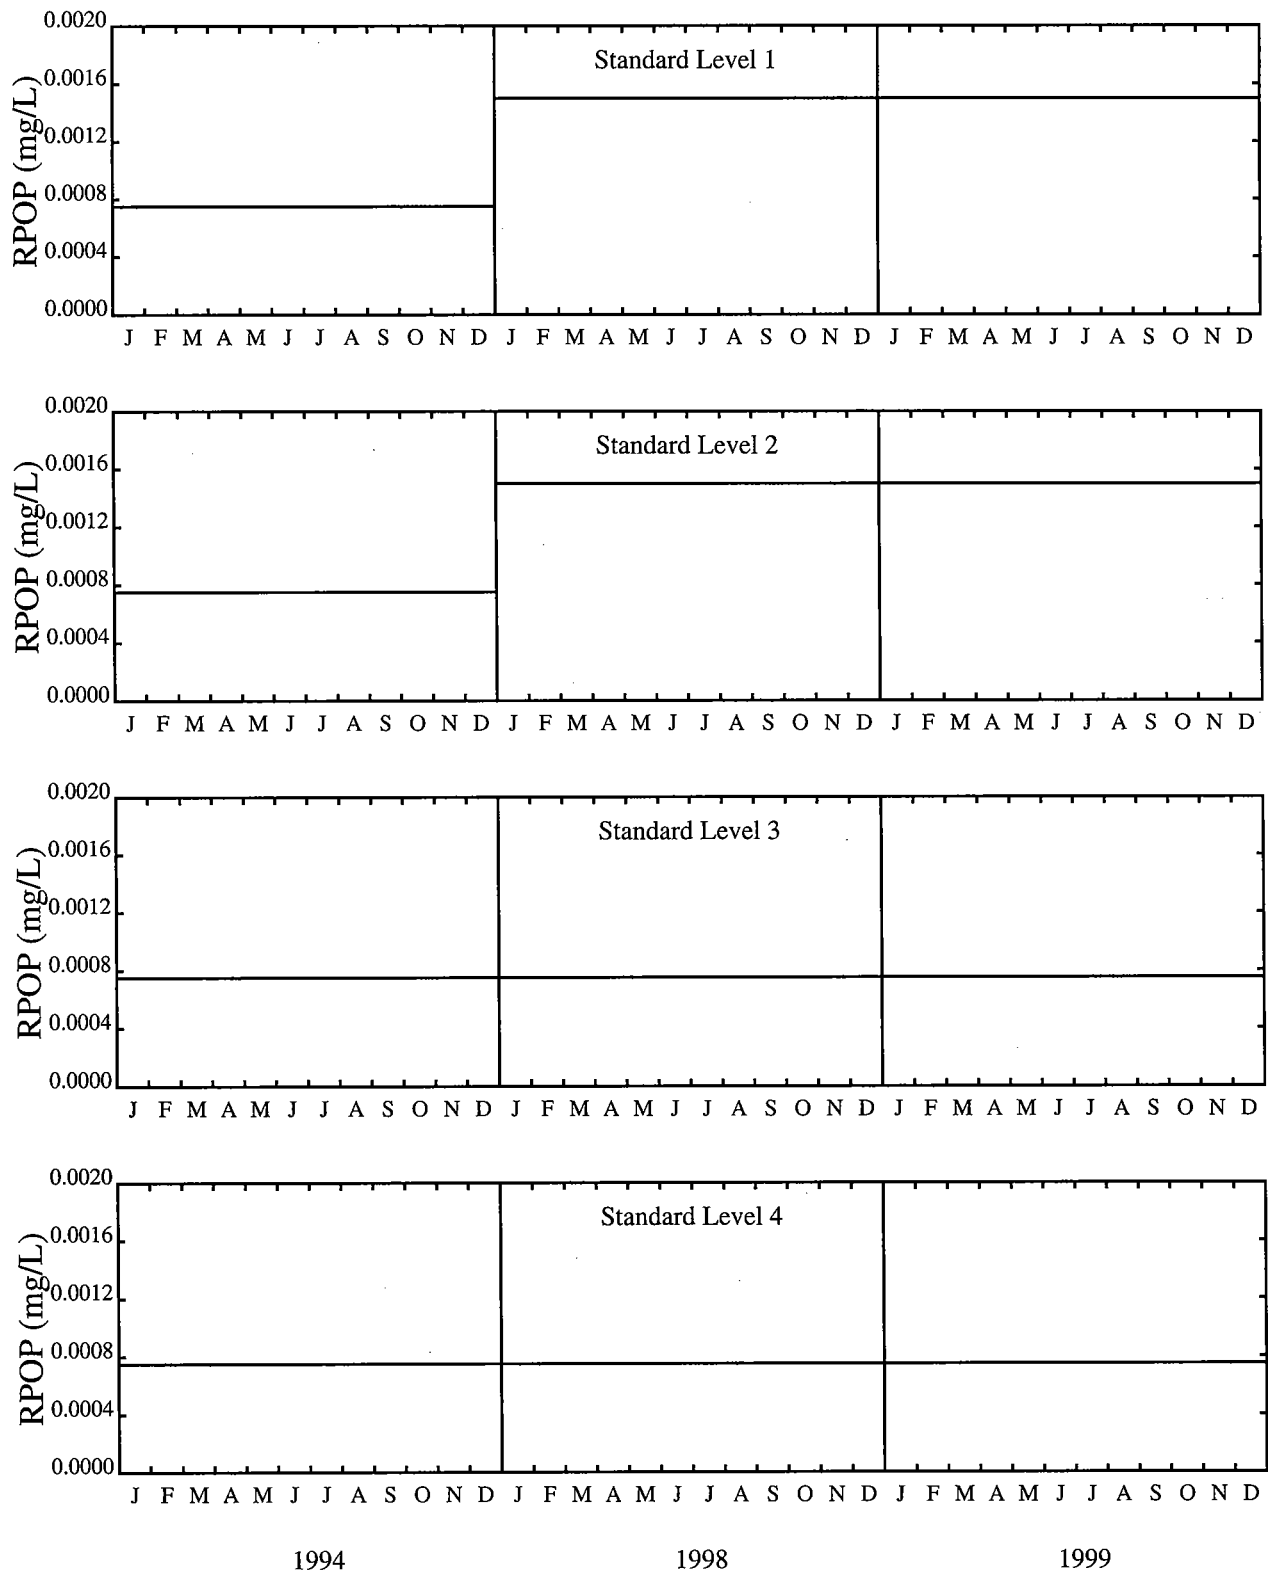 RPOP (mg/L)
0.0020
0.0016
0.0012
0.0008
0.0004
0.0000
Standard Level 1
J F M A M J J A S O N D J F M A M J J A S O N D J F M A M J J A S O N D
RPOP (mg/L)
0.0020
0.0016
0.0012
0.0008
0.0004
0.0000
Standard Level 2
J F M A M J J A S O N D J F M A M J J A S O N D J F M A M J J A S O N D
RPOP (mg/L)
0.0020
0.0016
0.0012
0.0008
0.0004
0.0000
Standard Level 3
J F M A M J J A S O N D J F M A M J J A S O N D J F M A M J J A S O N D
RPOP (mg/L)
0.0020
0.0016
0.0012
0.0008
0.0004
0.0000
Standard Level 4
J F M A M J J A S O N D J F M A M J J A S O N D J F M A M J J A S O N D
1994 1998 1999